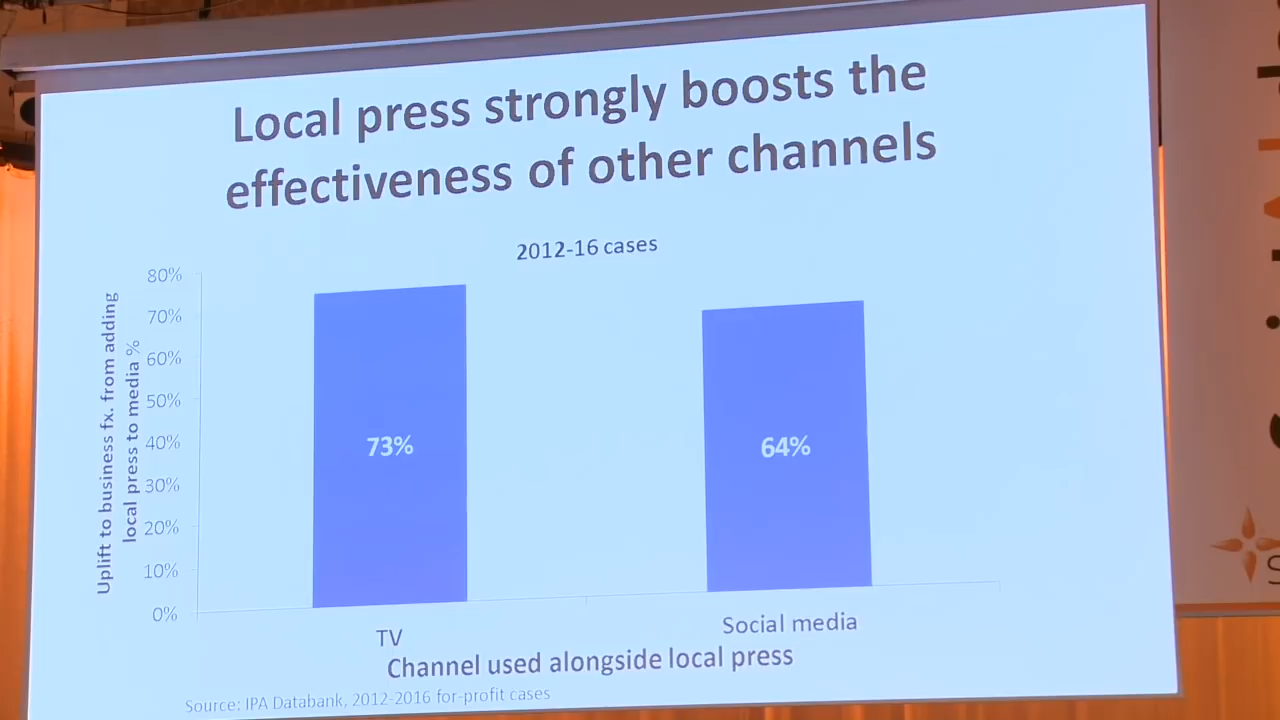 Local press strongly boosts the
effectiveness of other channels
2012-16 cases
Uplift to business fx. from adding
local press to media %
80%
70%
60%
50%
40%
30%
20%
10%
0%
73%
64%
TV
Social media
Channel used alongside local press
Source: IPA Databank, 2012-2016 for-profit cases